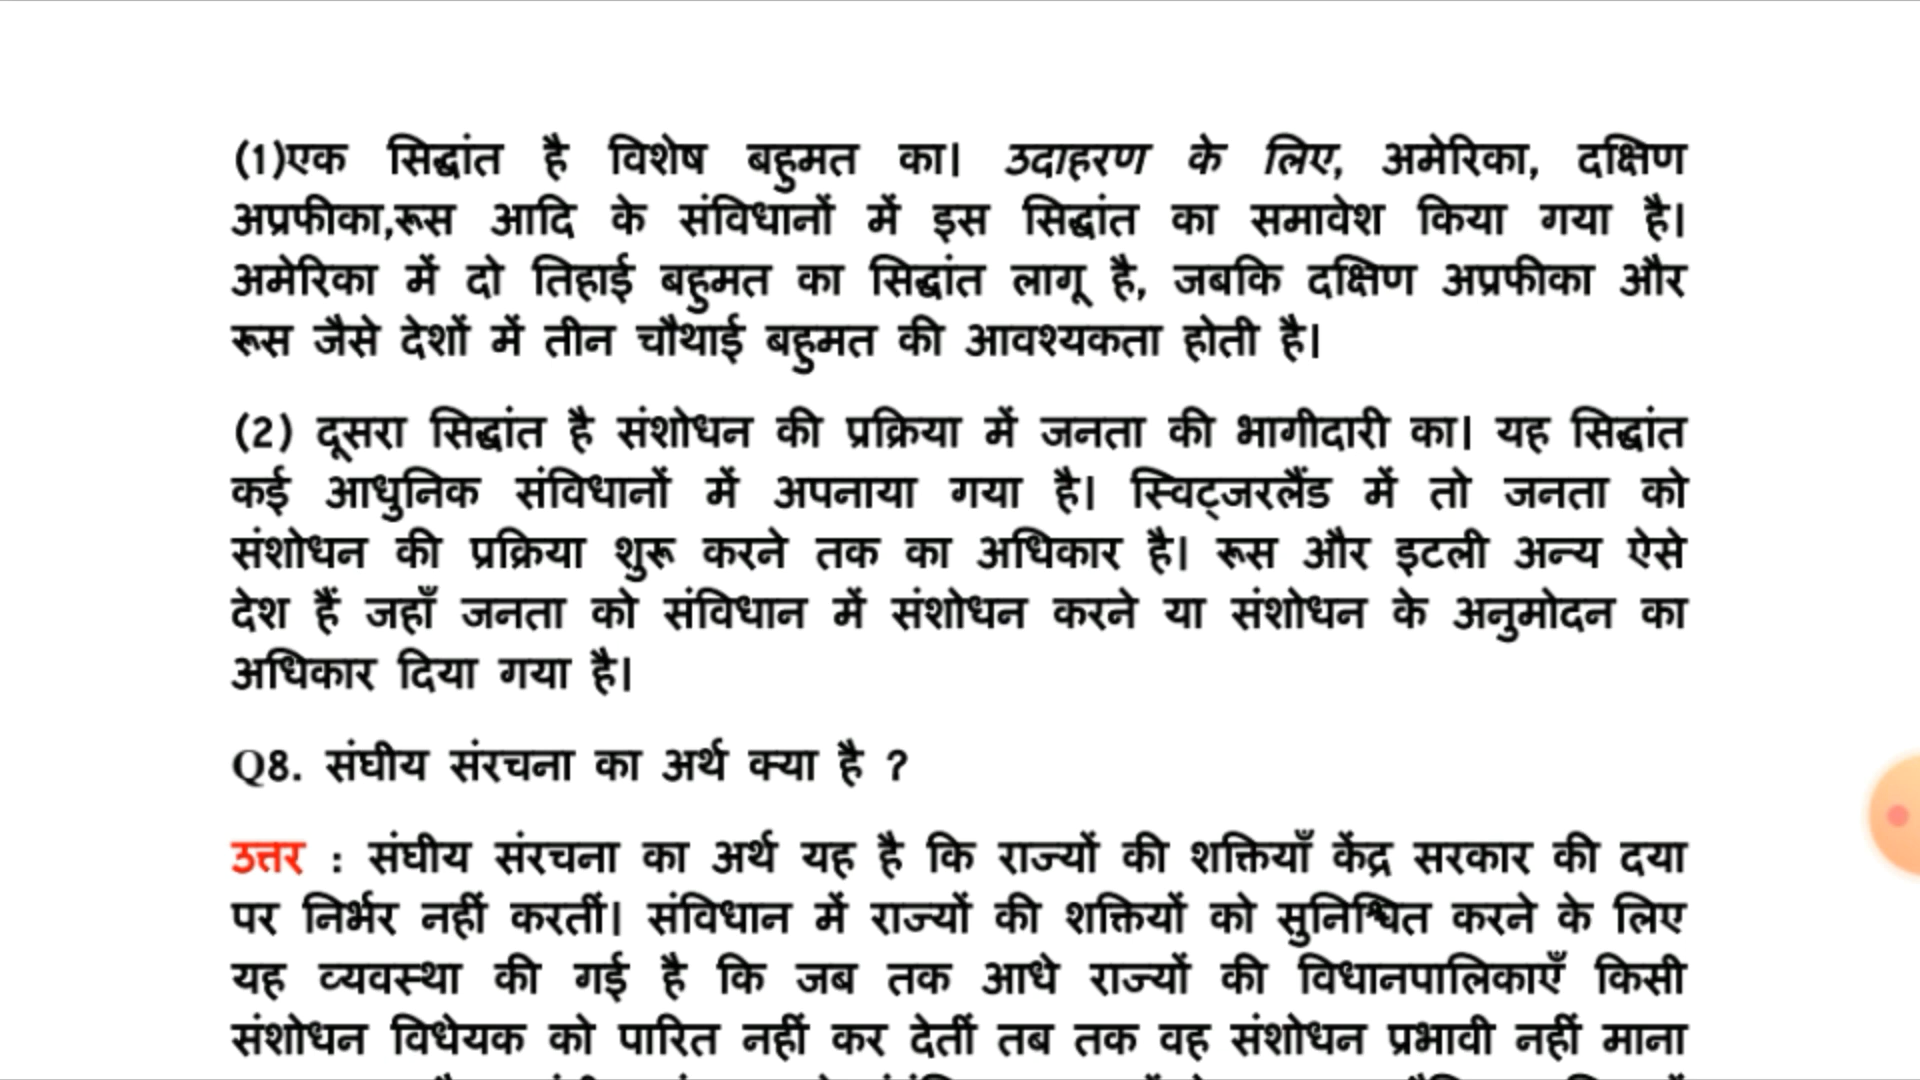 (1)एक सिद्धांत है विशेष बहुमत का। उदाहरण के लिए, अमेरिका, दक्षिण
अप्रफीका,रूस आदि के संविधानों में इस सिद्धांत का समावेश किया गया है।
अमेरिका में दो तिहाई बहुमत का सिद्धांत लागू है, जबकि दक्षिण अप्रफीका और
रूस जैसे देशों में तीन चौथाई बहुमत की आवश्यकता होती है।
(2) दूसरा सिद्धांत है संशोधन की प्रक्रिया में जनता की भागीदारी का। यह सिद्धांत
कई आधुनिक संविधानों में अपनाया गया है। स्विट्जरलैंड में तो जनता को
संशोधन की प्रक्रिया शुरू करने तक का अधिकार है। रूस और इटली अन्य ऐसे
देश हैं जहाँ जनता को संविधान में संशोधन करने या संशोधन के अनुमोदन का
अधिकार दिया गया है।
Q8. संघीय संरचना का अर्थ क्या है ?
उत्तर : संघीय संरचना का अर्थ यह है कि राज्यों की शक्तियाँ केंद्र सरकार की दया
पर निर्भर नहीं करतीं। संविधान में राज्यों की शक्तियों को सुनिश्चित करने के लिए
यह व्यवस्था की गई है कि जब तक आधे राज्यों की विधानपालिकाएँ किसी
संशोधन विधेयक को पारित नहीं कर देतीं तब तक वह संशोधन प्रभावी नहीं माना